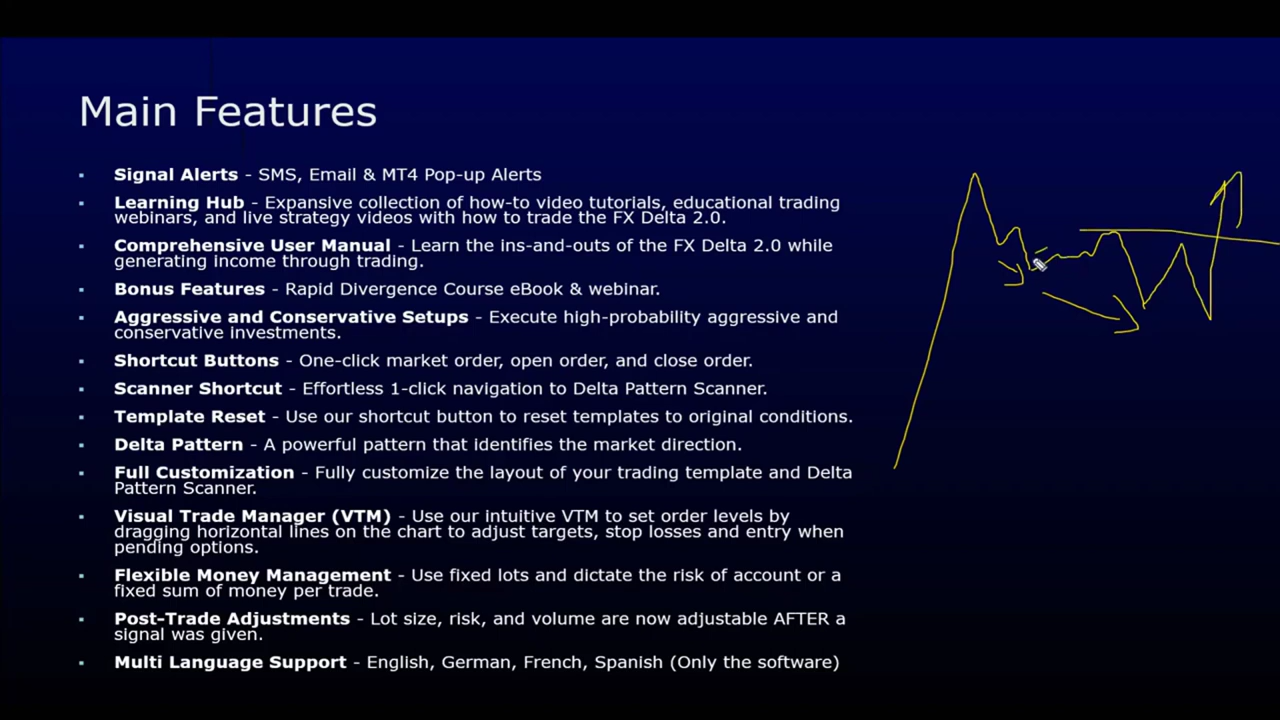 Main Features
▪ Signal Alerts - SMS, Email & MT4 Pop-up Alerts
▪ Learning Hub - Expansive collection of how-to video tutorials, educational trading
webinars, and live strategy videos with how to trade the FX Delta 2.0.
▪ Comprehensive User Manual - Learn the ins-and-outs of the FX Delta 2.0 while
generating income through trading.
▪ Bonus Features - Rapid Divergence Course eBook & webinar.
▪ Aggressive and Conservative Setups - Execute high-probability aggressive and
conservative investments.
▪ Shortcut Buttons - One-click market order, open order, and close order.
▪ Scanner Shortcut - Effortless 1-click navigation to Delta Pattern Scanner.
▪ Template Reset - Use our shortcut button to reset templates to original conditions.
▪ Delta Pattern - A powerful pattern that identifies the market direction.
▪ Full Customization - Fully customize the layout of your trading template and Delta
Pattern Scanner.
▪ Visual Trade Manager (VTM) - Use our intuitive VTM to set order levels by
dragging horizontal lines on the chart to adjust targets, stop losses and entry when
pending options.
▪ Flexible Money Management - Use fixed lots and dictate the risk of account or a
fixed sum of money per trade.
▪ Post-Trade Adjustments - Lot size, risk, and volume are now adjustable AFTER a
signal was given.
▪ Multi Language Support - English, German, French, Spanish (Only the software)